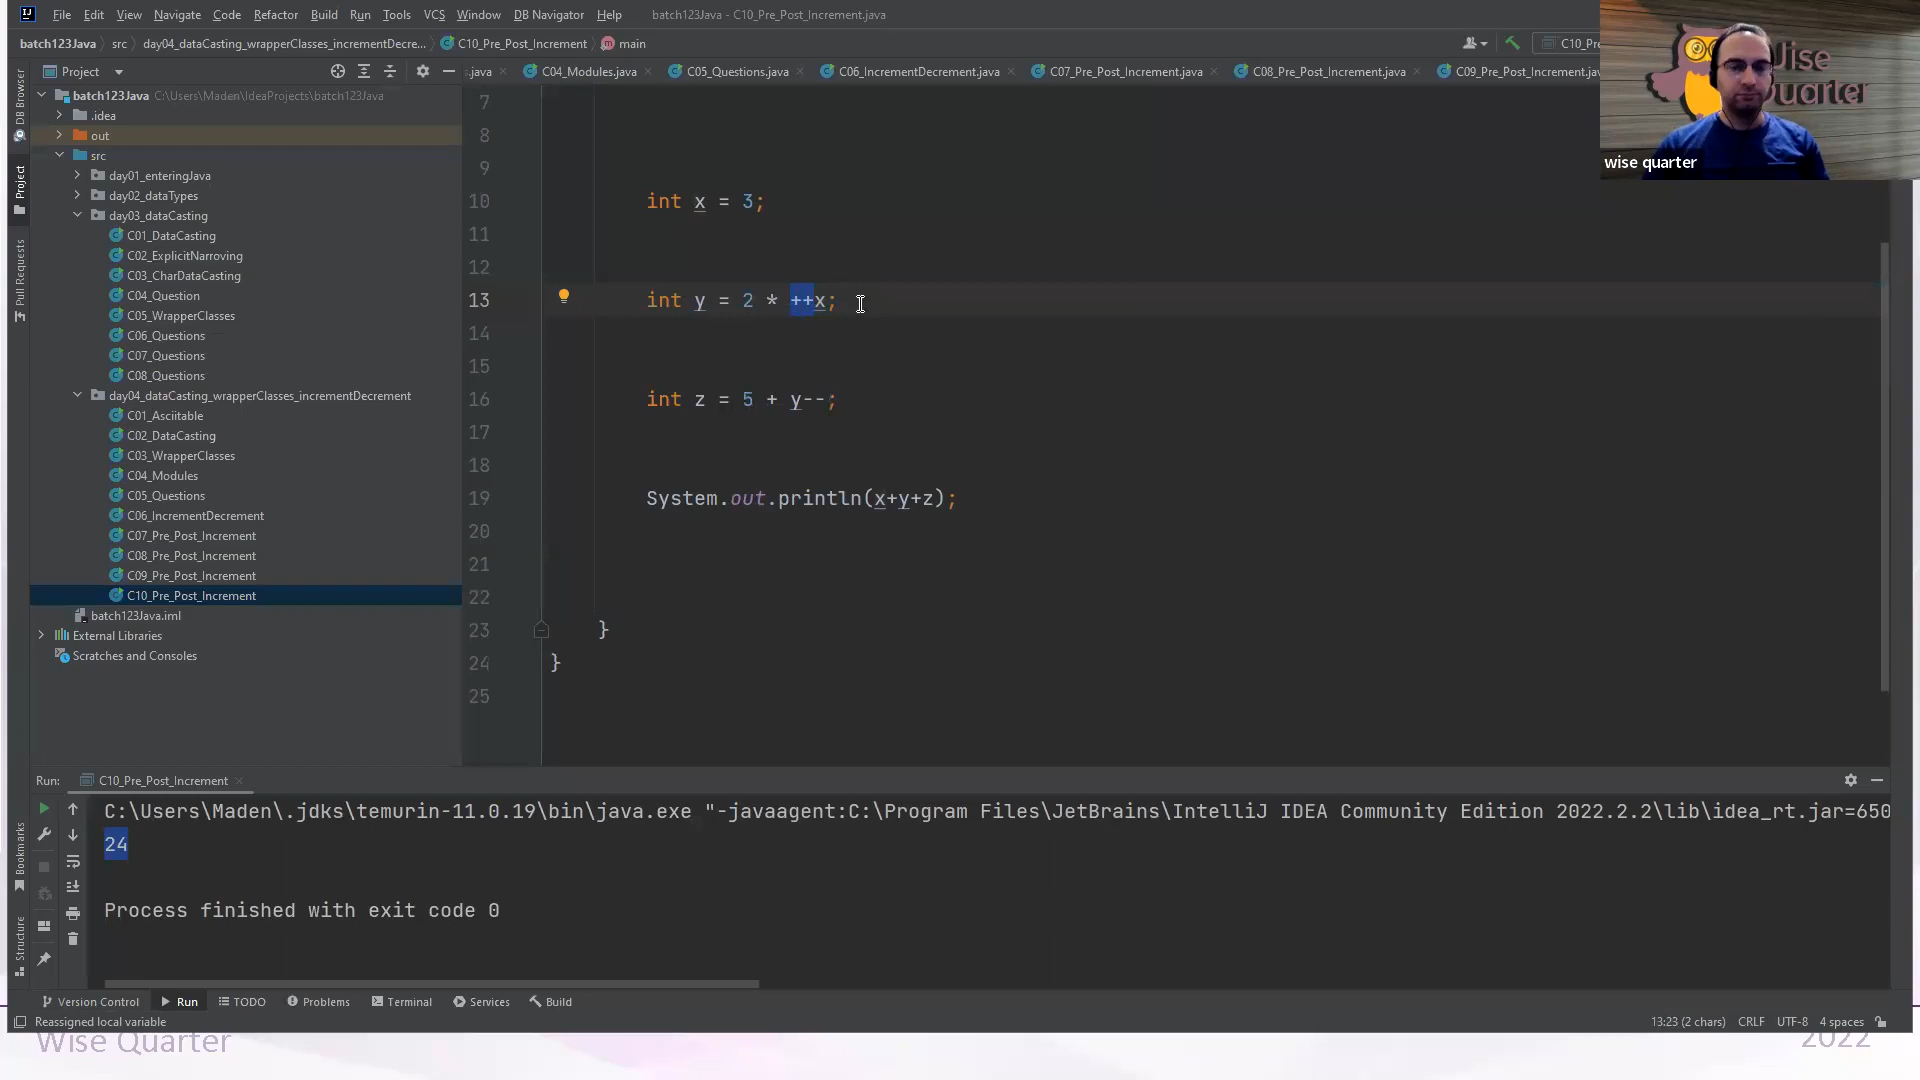 File Edit View Navigate Code Refactor Build Run Tools VCS Window DB Navigator Help batch123Java - C10_Pre_Post_Increment.java
batch123Java src day04_dataCasting_wrapperClasses_incrementDecre... C10_Pre_Post_Increment main C10_Pre
Project .java C04_Modules.java C05_Questions.java C06_IncrementDecrement.java C07_Pre_Post_Increment.java C08_Pre_Post_Increment.java C09_Pre_Post_Increment.jav
Wise
Quarter
wise quarter
DB Browser
Project
Pull Requests
Bookmarks
Structure
batch123Java C:\Users\Maden\IdeaProjects\batch123Java
.idea
out
src
day01_enteringJava
day02_dataTypes
day03_dataCasting
C01_DataCasting
C02_ExplicitNarroving
C03_CharDataCasting
C04_Question
C05_WrapperClasses
C06_Questions
C07_Questions
C08_Questions
day04_dataCasting_wrapperClasses_incrementDecrement
C01_Asciitable
C02_DataCasting
C03_WrapperClasses
C04_Modules
C05_Questions
C06_IncrementDecrement
C07_Pre_Post_Increment
C08_Pre_Post_Increment
C09_Pre_Post_Increment
C10_Pre_Post_Increment
batch123Java.iml
External Libraries
Scratches and Consoles
7
8
9
10 int x = 3;
11
12
13 int y = 2 * ++x;
14
15
16 int z = 5 + y--;
17
18
19 System.out.println(x+y+z);
20
21
22
23 }
24 }
25
Run: C10_Pre_Post_Increment
C:\Users\Maden\.jdks\temurin-11.0.19\bin\java.exe "-javaagent:C:\Program Files\JetBrains\IntelliJ IDEA Community Edition 2022.2.2\lib\idea_rt.jar=650
24
Process finished with exit code 0
Version Control Run TODO Problems Terminal Services Build
Reassigned local variable 13:23 (2 chars) CRLF UTF-8 4 spaces
Wise Quarter 2022